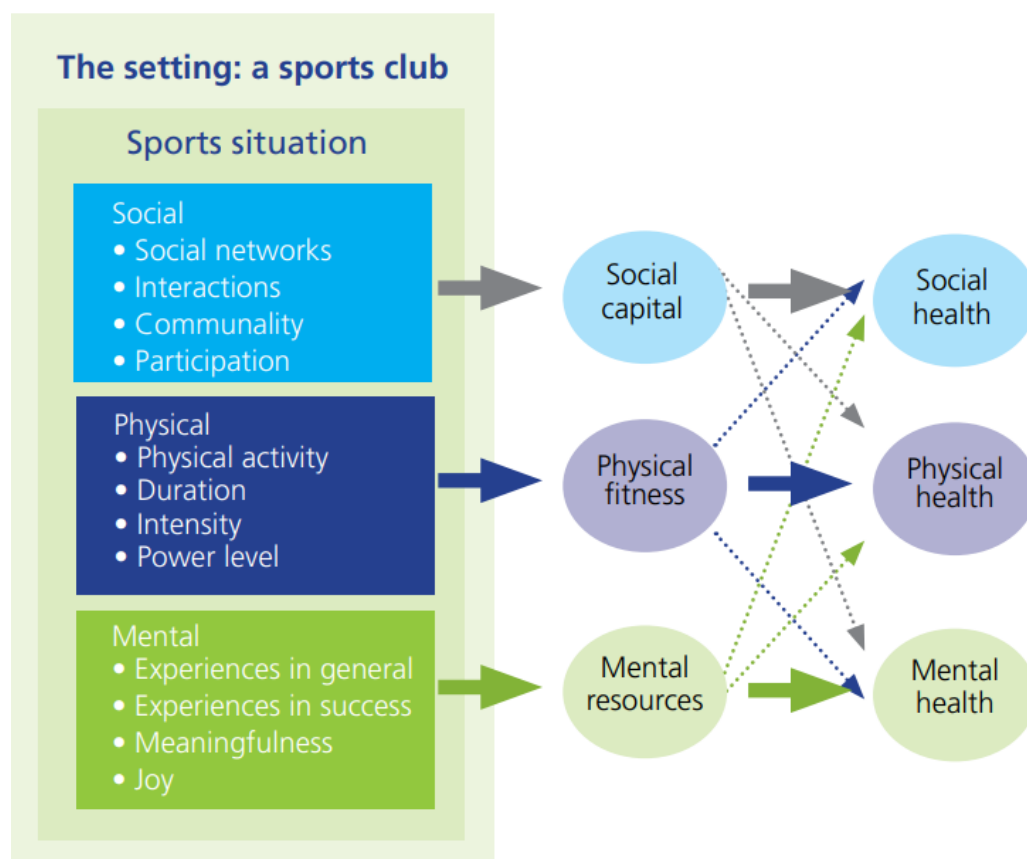 The setting: a sports club
Sports situation
Social
• Social networks
• Interactions
• Communality
• Participation
Physical
• Physical activity
• Duration
• Intensity
• Power level
Mental
• Experiences in general
• Experiences in success
• Meaningfulness
• Joy
Social
capital
Social
health
Physical
fitness
Physical
health
Mental
resources
Mental
health